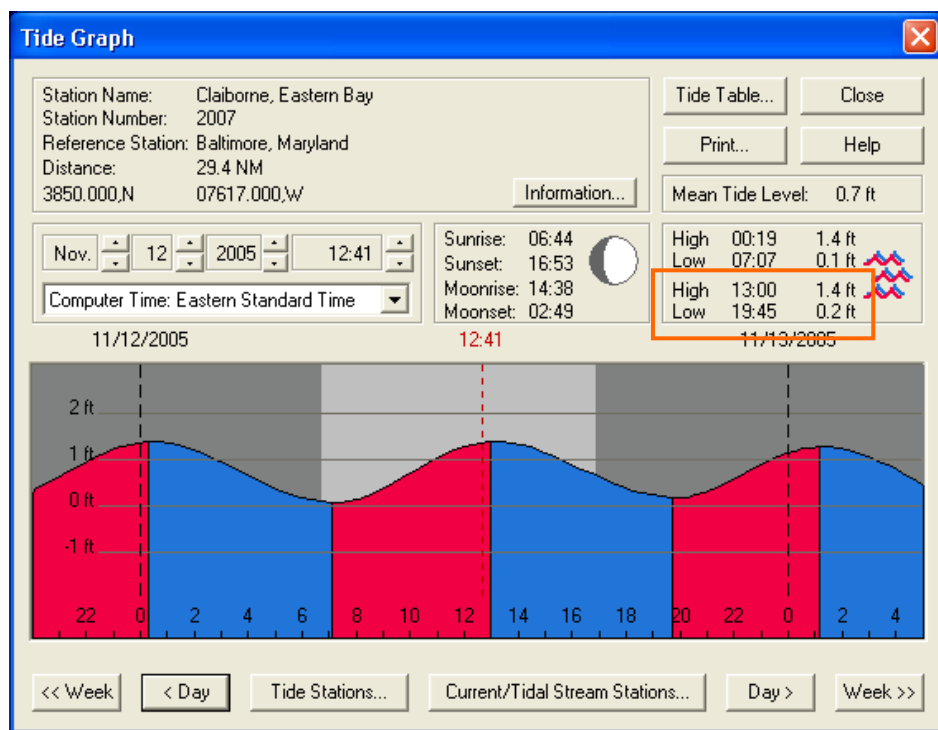 Tide Graph
Station Name: Claiborne, Eastern Bay
Station Number: 2007
Reference Station: Baltimore, Maryland
Distance: 29.4 NM
3850.000,N 07617.000,W
Information...
Tide Table... Close
Print... Help
Mean Tide Level: 0.7 ft
Nov. 12 2005 12:41
Computer Time: Eastern Standard Time
Sunrise: 06:44
Sunset: 16:53
Moonrise: 14:38
Moonset: 02:49
High 00:19 1.4 ft
Low 07:07 0.1 ft
High 13:00 1.4 ft
Low 19:45 0.2 ft
11/12/2005 12:41 11/13/2005
2 ft
1 ft
0 ft
-1 ft
22 0 2 4 6 8 10 12 14 16 18 20 22 0 2 4
<< Week < Day Tide Stations... Current/Tidal Stream Stations... Day > Week >>